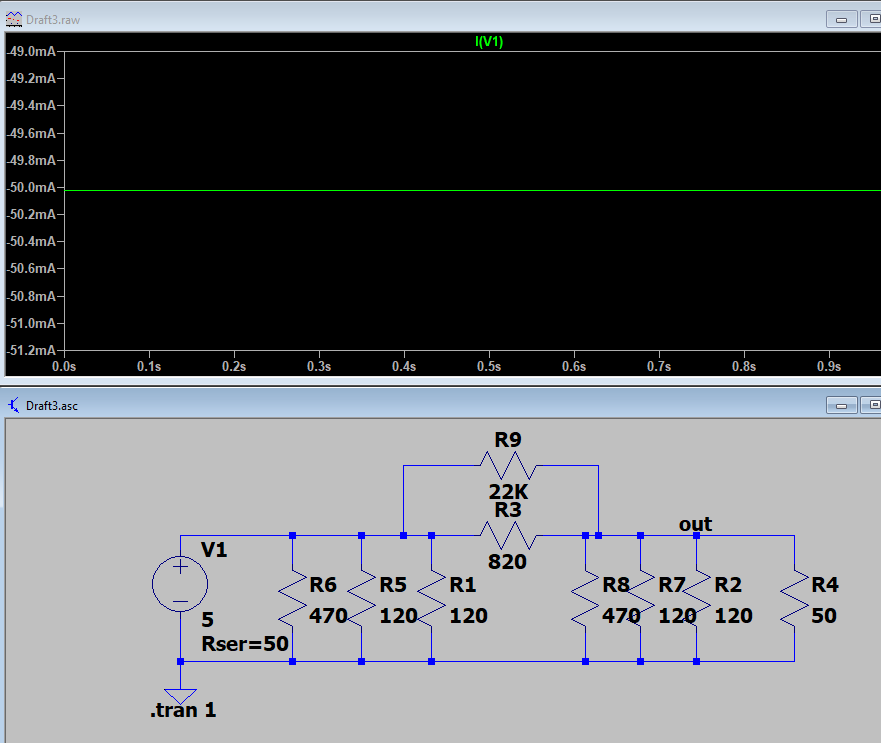 Draft3.raw
I(V1)
-49.0mA
-49.2mA
-49.4mA
-49.6mA
-49.8mA
-50.0mA
-50.2mA
-50.4mA
-50.6mA
-50.8mA
-51.0mA
-51.2mA
0.0s 0.1s 0.2s 0.3s 0.4s 0.5s 0.6s 0.7s 0.8s 0.9s
Draft3.asc
R9
22K
R3
820
out
V1
R6 R5 R1 R8 R7 R2 R4
470 120 120 470 120 120 50
5
Rser=50
.tran 1